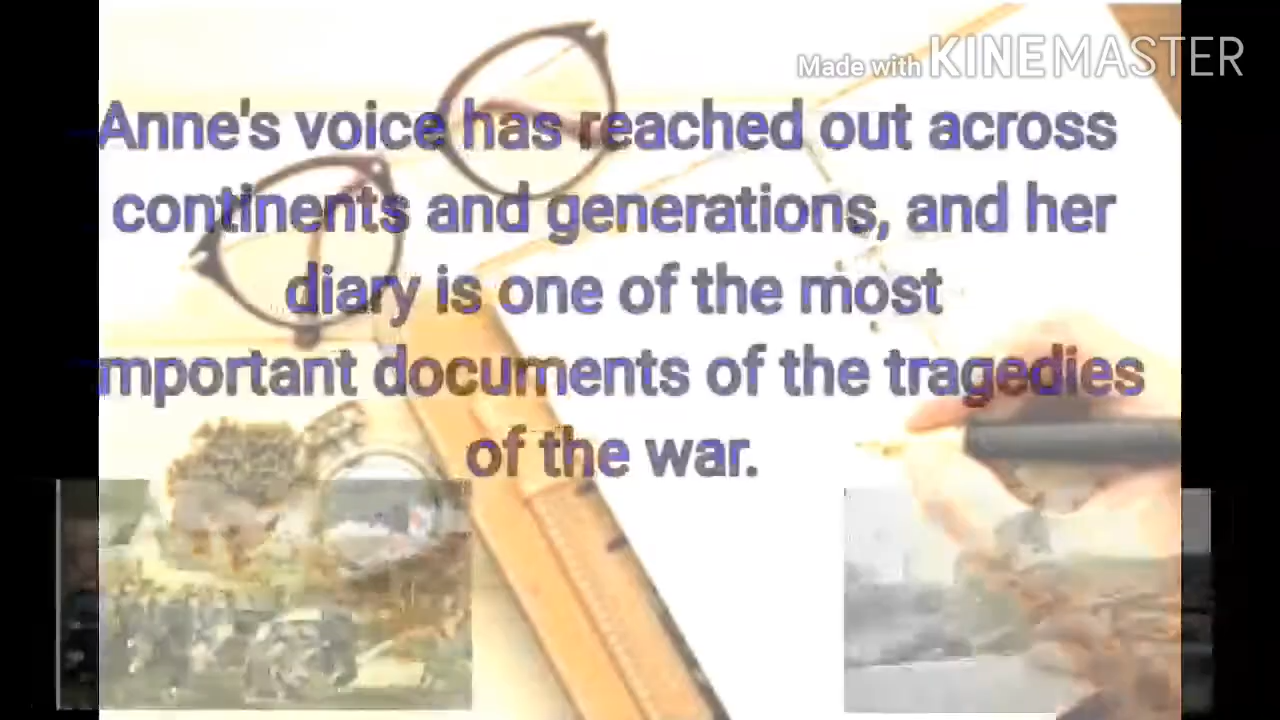 Made with KINEMASTER
Anne's voice has reached out across
continents and generations, and her
diary is one of the most
mportant documents of the tragedies
of the war.